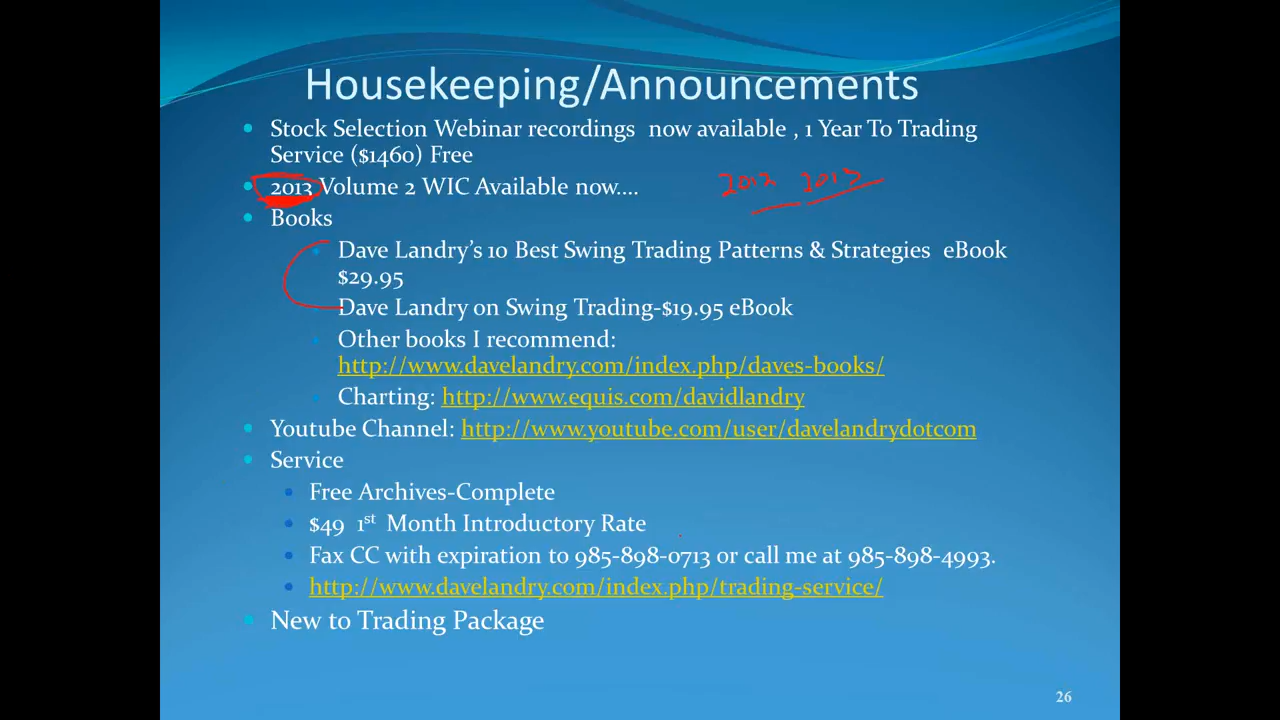 Housekeeping/Announcements
• Stock Selection Webinar recordings now available , 1 Year To Trading
Service ($1460) Free
• 2013 Volume 2 WIC Available now.... 2012 2013
• Books
• Dave Landry's 10 Best Swing Trading Patterns & Strategies eBook
$29.95
Dave Landry on Swing Trading-$19.95 eBook
• Other books I recommend:
http://www.davelandry.com/index.php/daves-books/
• Charting: http://www.equis.com/davidlandry
• Youtube Channel: http://www.youtube.com/user/davelandrydotcom
• Service
• Free Archives-Complete
• $49 1st Month Introductory Rate
• Fax CC with expiration to 985-898-0713 or call me at 985-898-4993.
• http://www.davelandry.com/index.php/trading-service/
• New to Trading Package
26